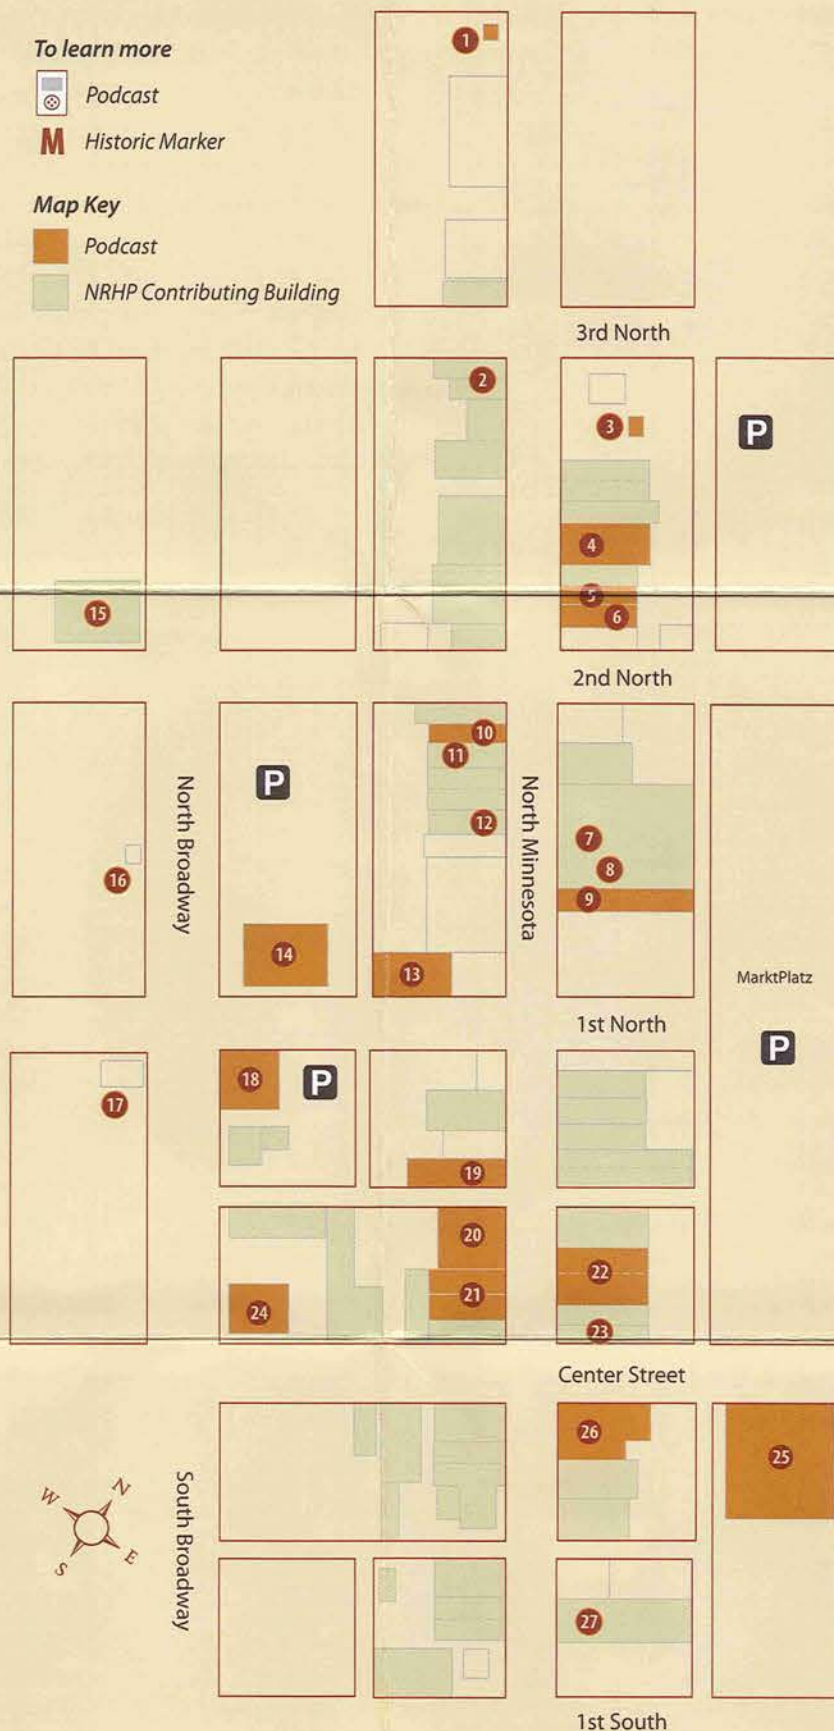 To learn more
Podcast
M Historic Marker
Map Key
Podcast
NRHP Contributing Building
1
3rd North
2
3
P
4
5
6
15
2nd North
10
11
12
7
8
9
P
North Broadway
North Minnesota
16
14
13
MarktPlatz
1st North
P
18
P
17
19
20
22
21
24
23
Center Street
26
25
W
N
S
E
South Broadway
27
1st South